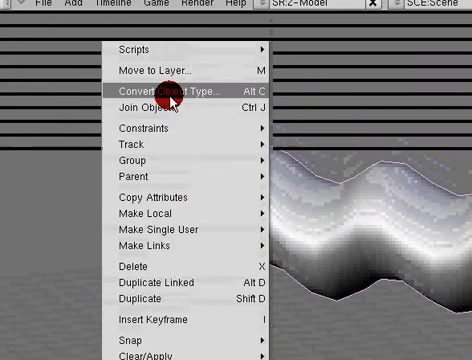 File Add Timeline Game Render Help SR:2-Model SCE:Scene
Scripts
Move to Layer... M
Convert Object Type... Alt C
Join Objects Ctrl J
Constraints
Track
Group
Parent
Copy Attributes
Make Local
Make Single User
Make Links
Delete X
Duplicate Linked Alt D
Duplicate Shift D
Insert Keyframe I
Snap
Clear/Apply